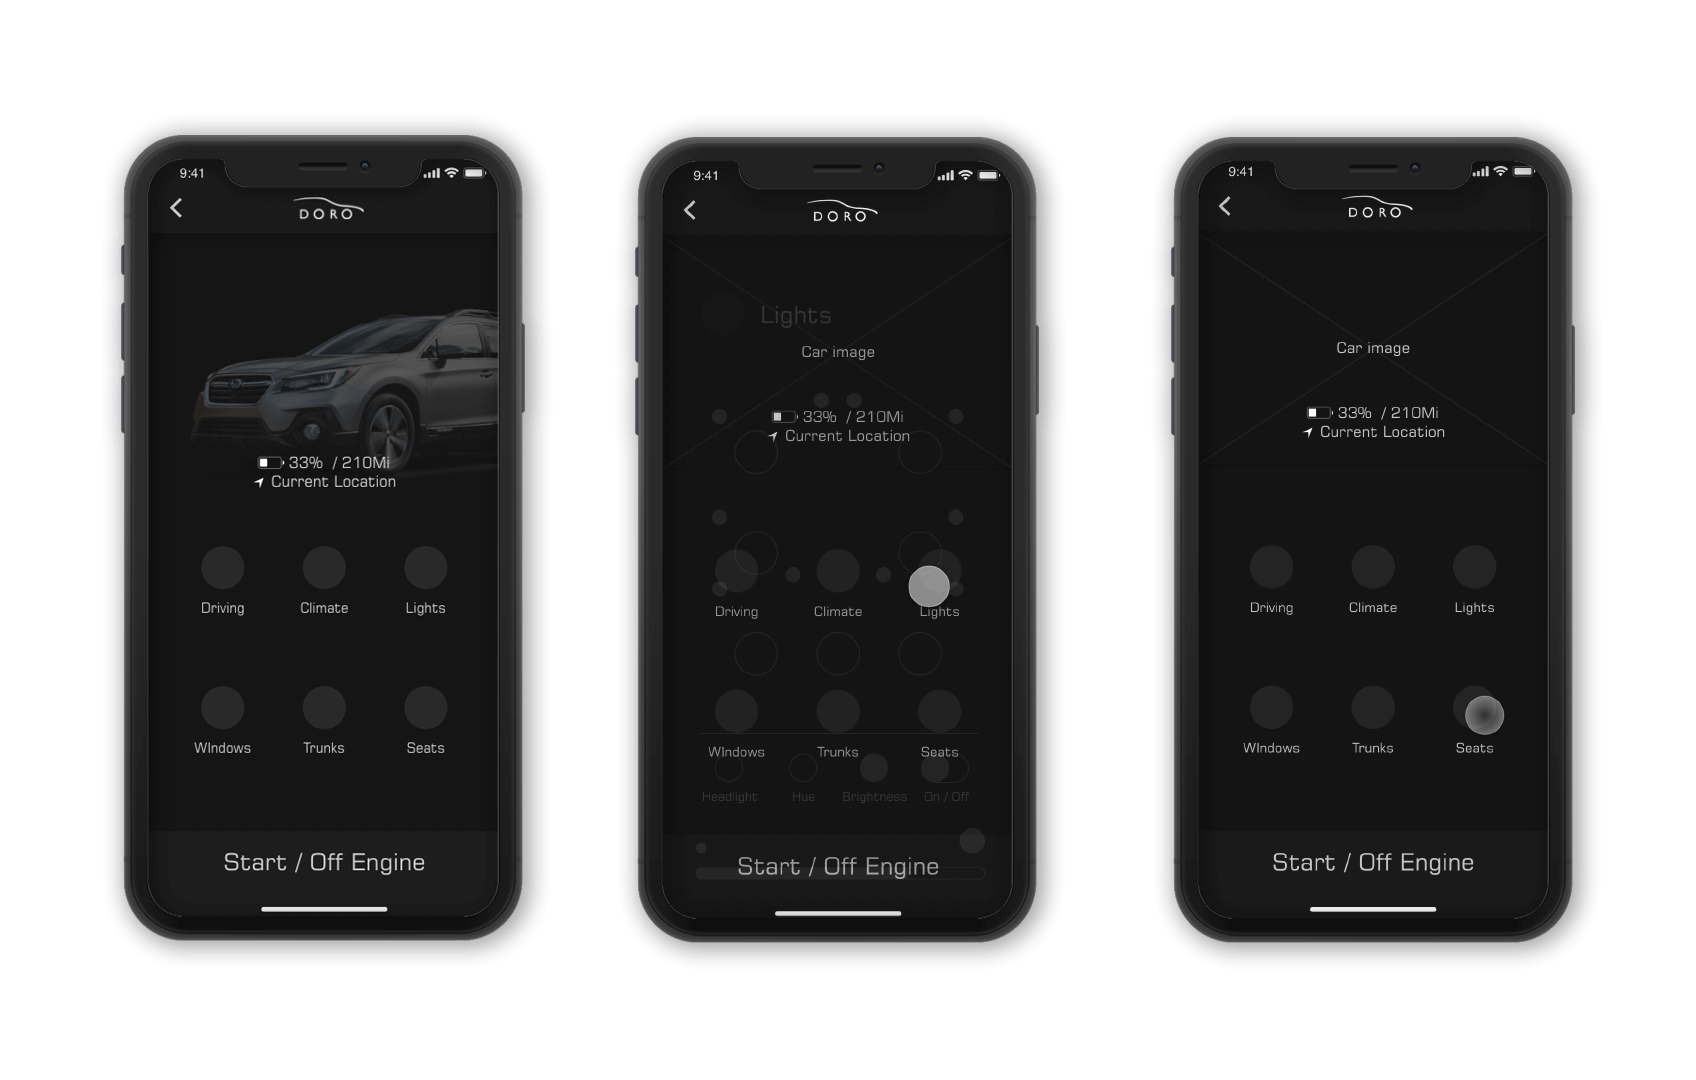 9:41
DORO
33% / 210Mi
Current Location
Driving
Climate
Lights
WIndows
Trunks
Seats
Start / Off Engine
9:41
DORO
Lights
Car image
33% / 210Mi
Current Location
Driving
Climate
Lights
WIndows
Trunks
Seats
Headlight
Hue
Brightness
On / Off
Start / Off Engine
9:41
DORO
Car image
33% / 210Mi
Current Location
Driving
Climate
Lights
WIndows
Trunks
Seats
Start / Off Engine